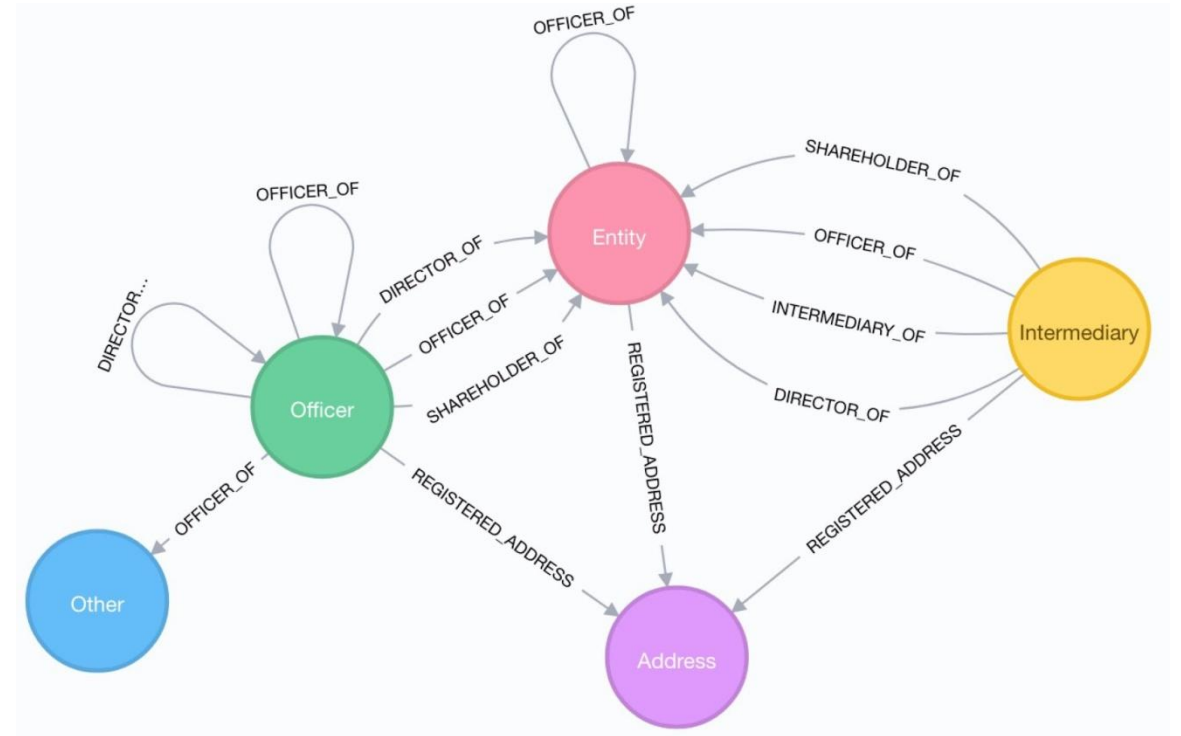 OFFICER_OF
SHAREHOLDER_OF
OFFICER_OF
Entity
OFFICER_OF
DIRECTOR_OF
INTERMEDIARY_OF
Intermediary
DIRECTOR...
OFFICER_OF
SHAREHOLDER_OF
DIRECTOR_OF
Officer
REGISTERED_ADDRESS
REGISTERED_ADDRESS
OFFICER_OF
REGISTERED_ADDRESS
Other
Address